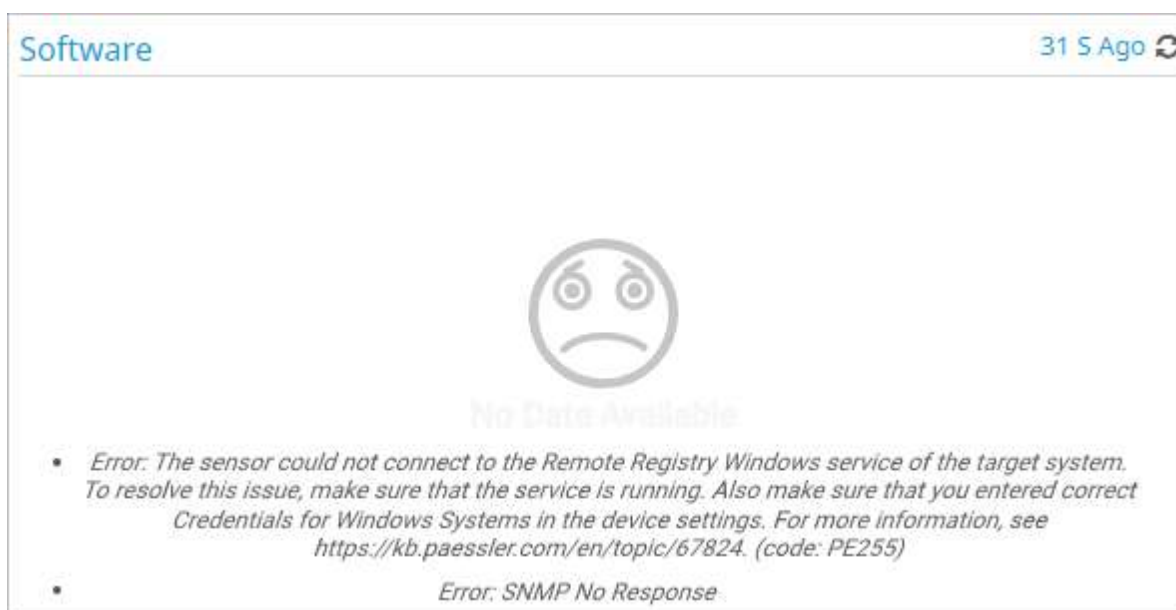 Software
31 S Ago
No Data Available
• Error: The sensor could not connect to the Remote Registry Windows service of the target system.
To resolve this issue, make sure that the service is running. Also make sure that you entered correct
Credentials for Windows Systems in the device settings. For more information, see
https://kb.paessler.com/en/topic/67824. (code: PE255)
• Error: SNMP No Response